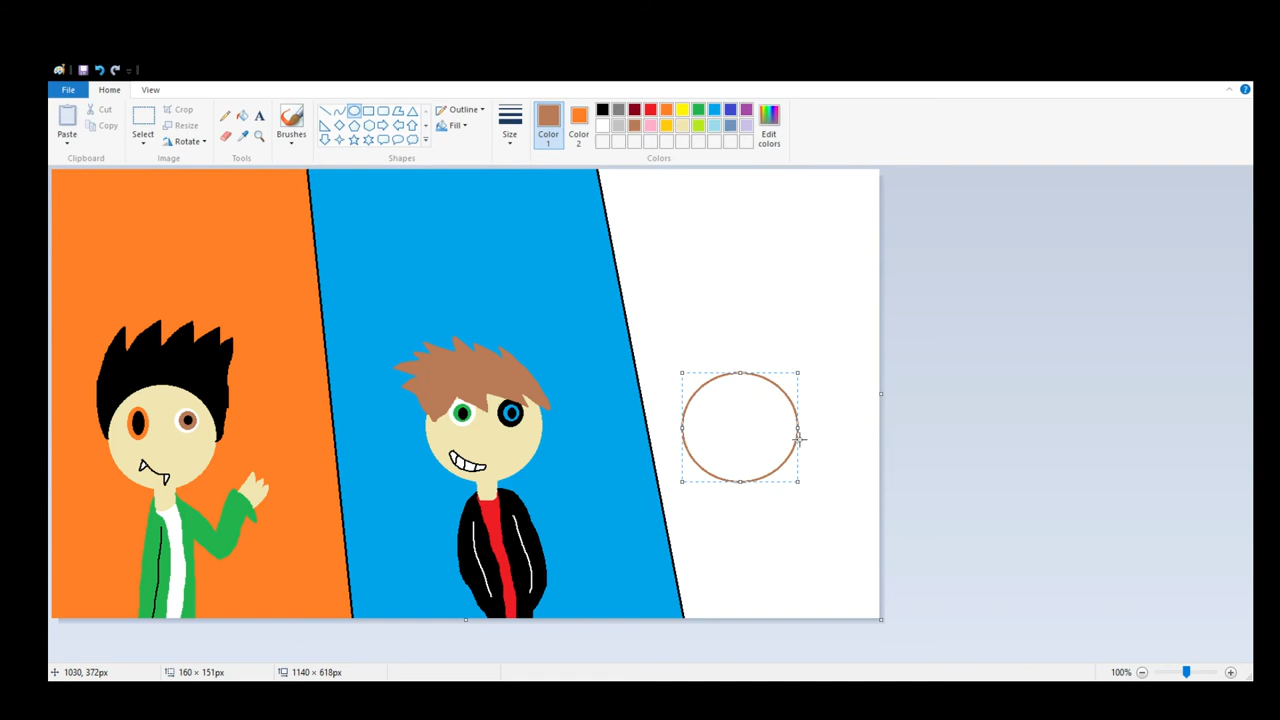 File Home View
Cut
Copy
Paste
Clipboard
Select
Crop
Resize
Rotate
Image
A
Tools
Brushes
Outline
Fill
Shapes
Size
Color 1
Color 2
Edit colors
Colors
1030, 372px
160 × 151px
1140 × 618px
100%